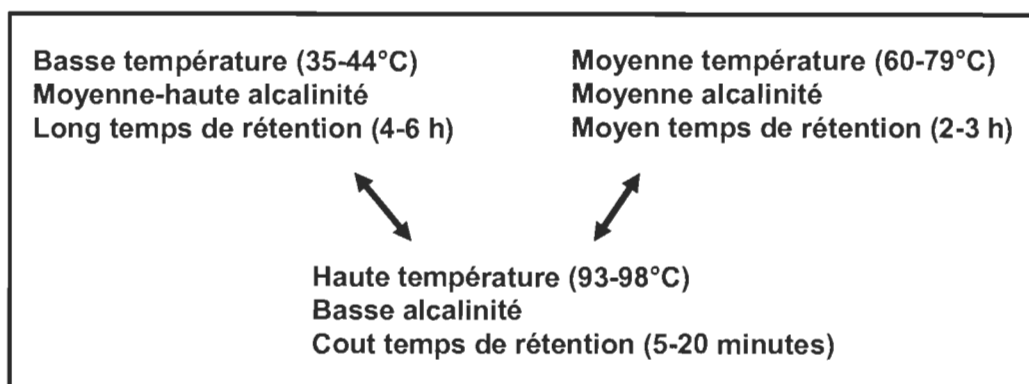 Basse température (35-44°C)
Moyenne-haute alcalinité
Long temps de rétention (4-6 h)
Moyenne température (60-79°C)
Moyenne alcalinité
Moyen temps de rétention (2-3 h)
Haute température (93-98°C)
Basse alcalinité
Cout temps de rétention (5-20 minutes)